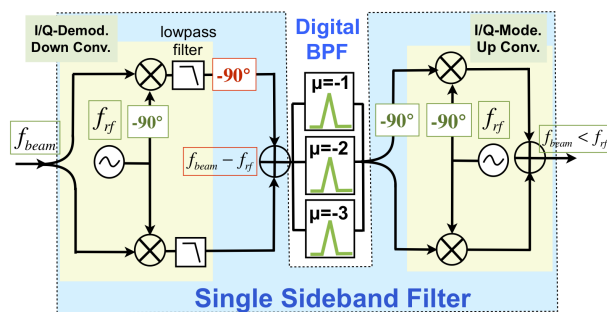 I/Q-Demod.
Down Conv.
lowpass
filter
-90°
f_beam
f_rf
-90°
f_beam − f_rf
Digital
BPF
μ=-1
μ=-2
μ=-3
I/Q-Mode.
Up Conv.
-90°
-90°
f_rf
f_beam < f_rf
Single Sideband Filter